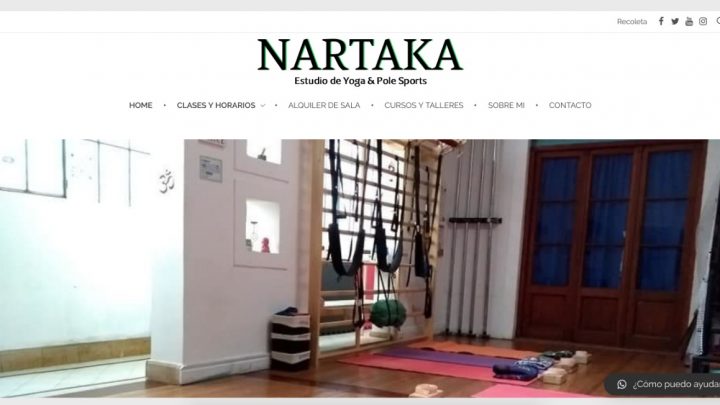 Recoleta
NARTAKA
Estudio de Yoga & Pole Sports
HOME • CLASES Y HORARIOS • ALQUILER DE SALA • CURSOS Y TALLERES • SOBRE MI • CONTACTO
ॐ
¿Cómo puedo ayudar